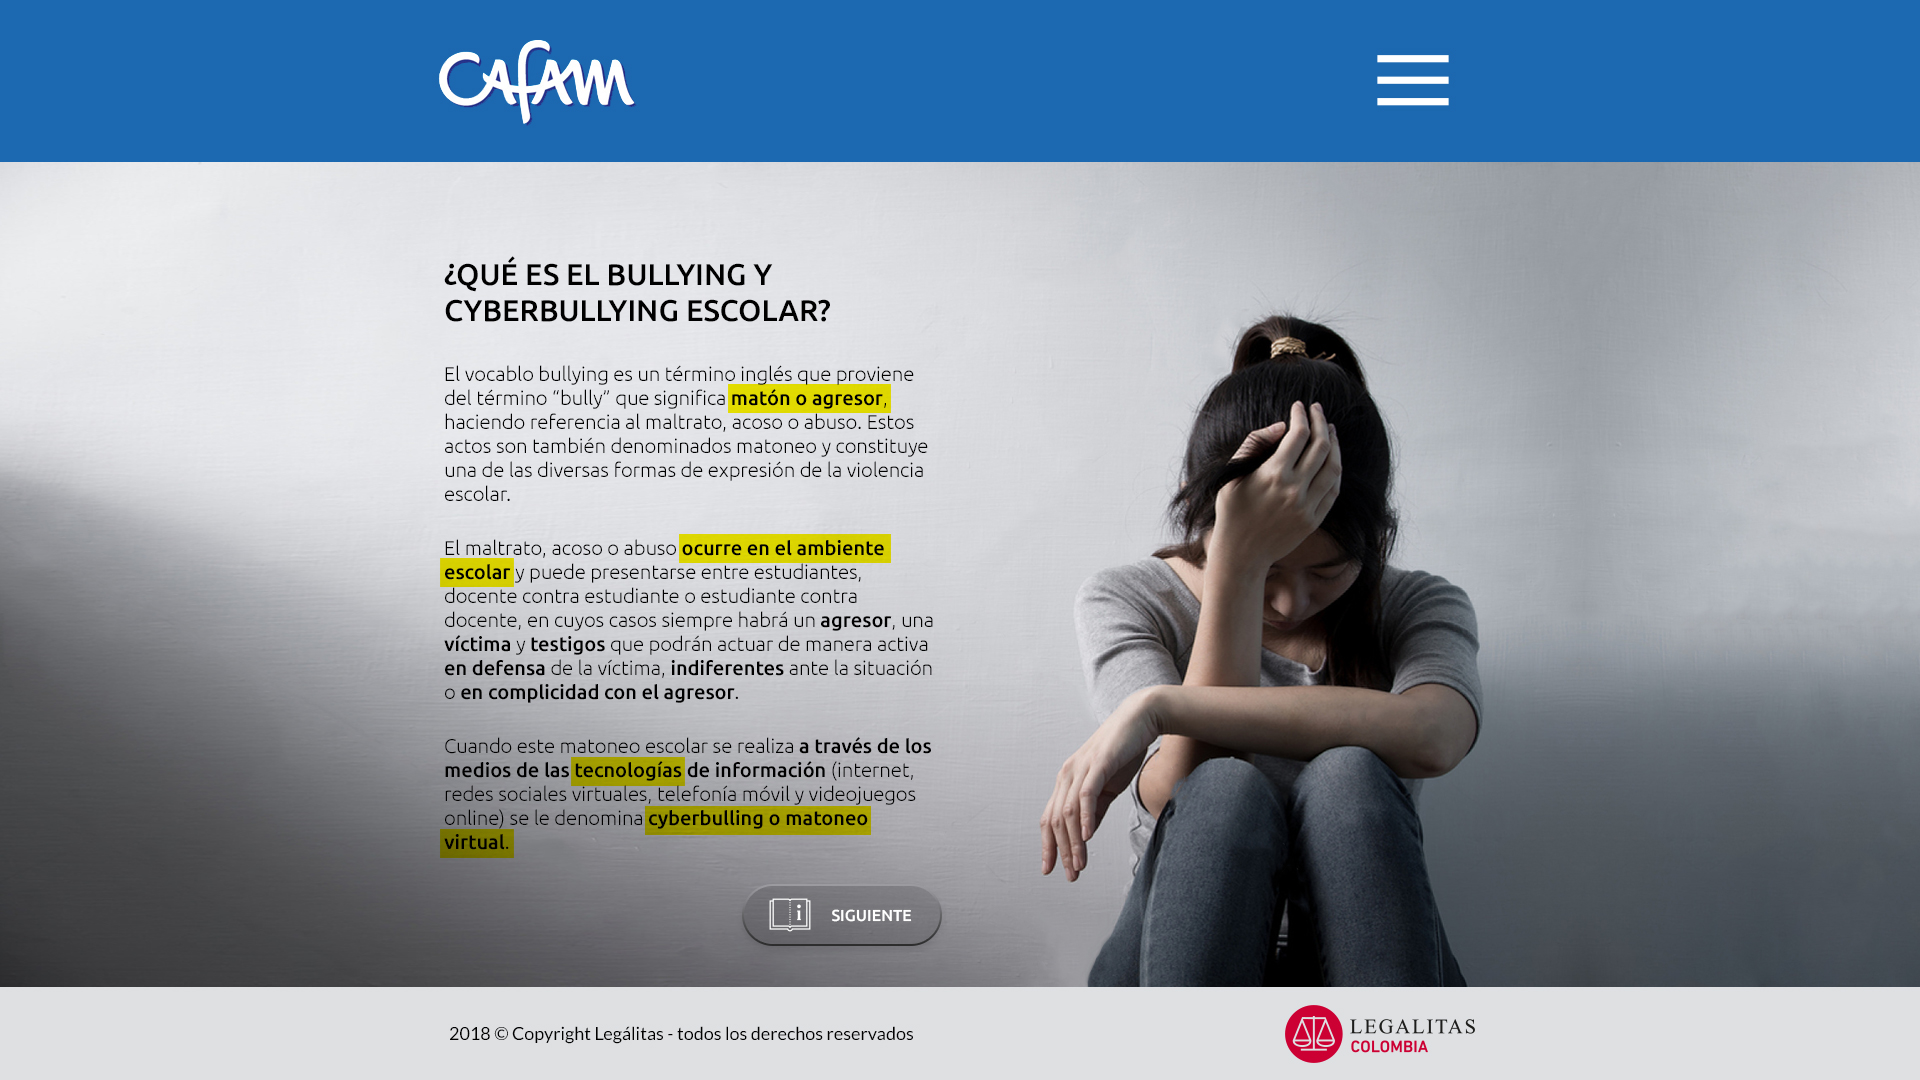 Cafam
¿QUÉ ES EL BULLYING Y
CYBERBULLYING ESCOLAR?
El vocablo bullying es un término inglés que proviene
del término “bully” que significa matón o agresor,
haciendo referencia al maltrato, acoso o abuso. Estos
actos son también denominados matoneo y constituye
una de las diversas formas de expresión de la violencia
escolar.
El maltrato, acoso o abuso ocurre en el ambiente
escolar y puede presentarse entre estudiantes,
docente contra estudiante o estudiante contra
docente, en cuyos casos siempre habrá un agresor, una
víctima y testigos que podrán actuar de manera activa
en defensa de la víctima, indiferentes ante la situación
o en complicidad con el agresor.
Cuando este matoneo escolar se realiza a través de los
medios de las tecnologías de información (internet,
redes sociales virtuales, telefonía móvil y videojuegos
online) se le denomina cyberbulling o matoneo
virtual.
i SIGUIENTE
2018 © Copyright Legálitas - todos los derechos reservados
LEGALITAS
COLOMBIA